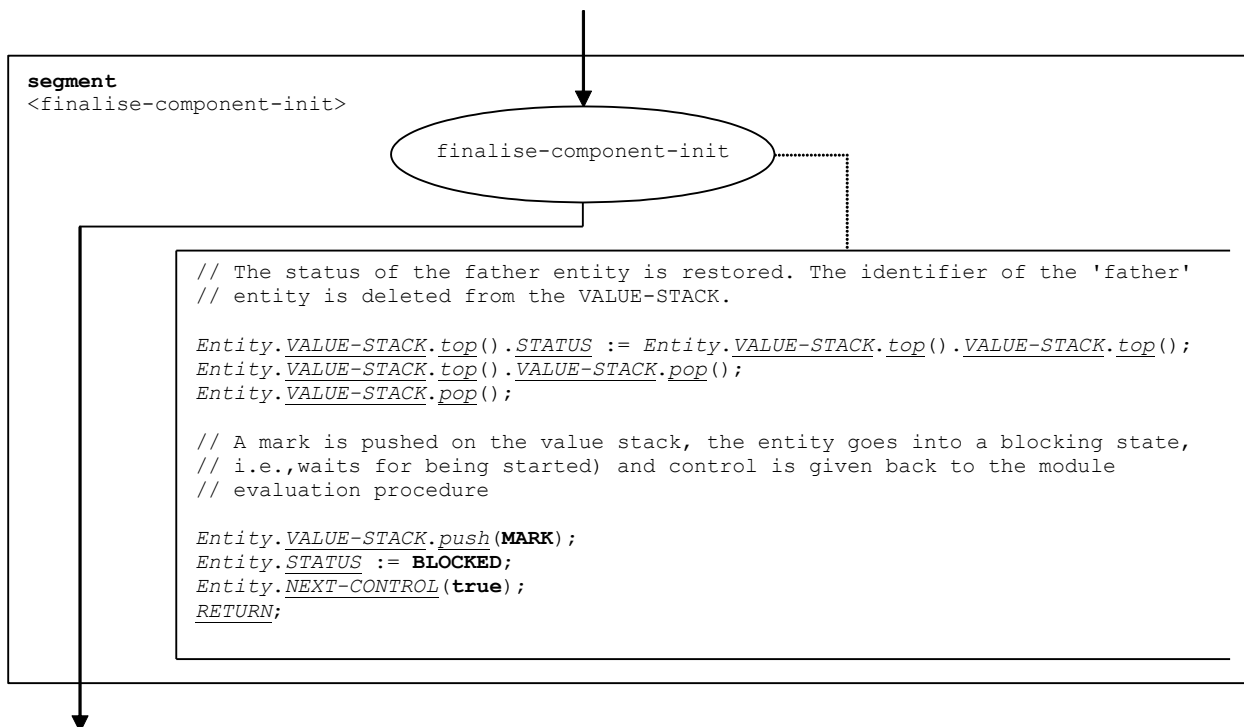 segment
<finalise-component-init>
finalise-component-init
// The status of the father entity is restored. The identifier of the 'father'
// entity is deleted from the VALUE-STACK.
Entity.VALUE-STACK.top().STATUS := Entity.VALUE-STACK.top().VALUE-STACK.top();
Entity.VALUE-STACK.top().VALUE-STACK.pop();
Entity.VALUE-STACK.pop();
// A mark is pushed on the value stack, the entity goes into a blocking state,
// i.e.,waits for being started) and control is given back to the module
// evaluation procedure
Entity.VALUE-STACK.push(MARK);
Entity.STATUS := BLOCKED;
Entity.NEXT-CONTROL(true);
RETURN;